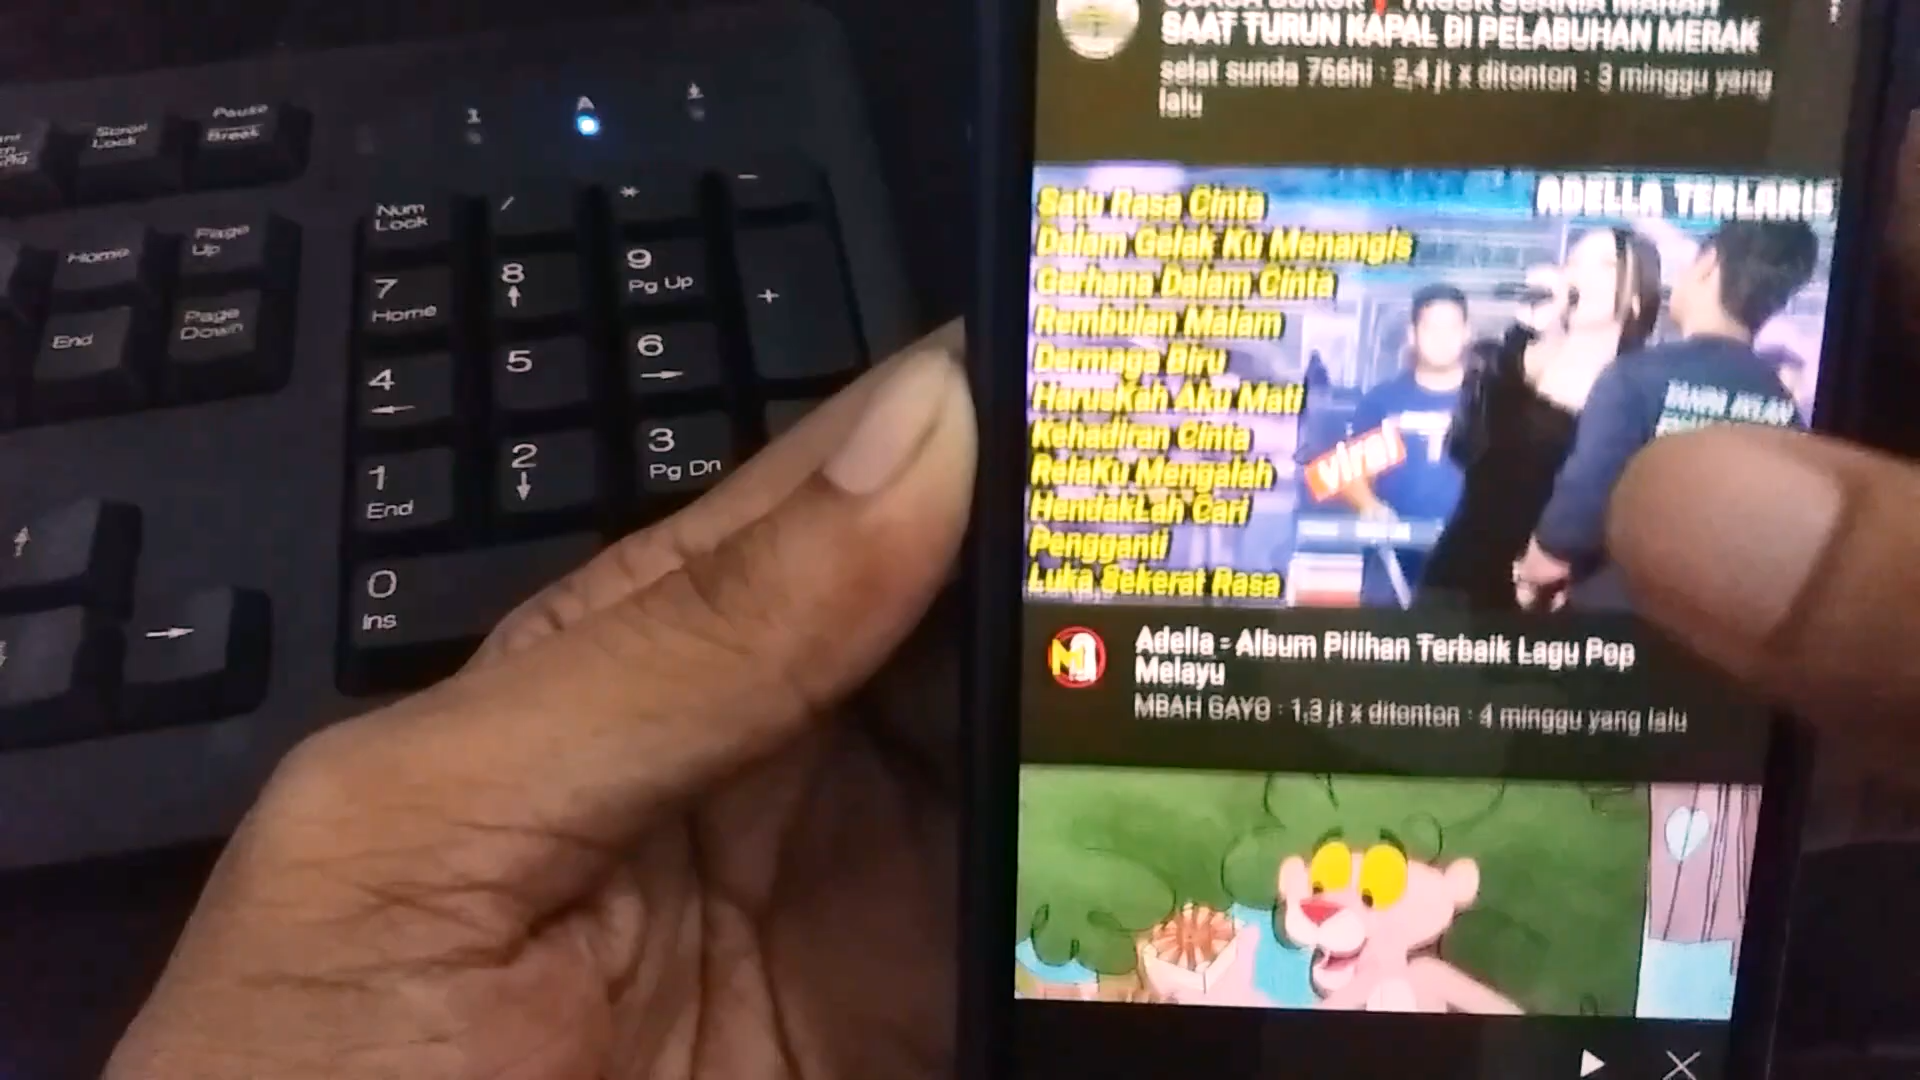 Pause
Break
Scroll
Lock
1
A
Num
Lock
/
*
-
Home
Page
Up
7
Home
8
9
Pg Up
+
End
Page
Down
4
5
6
1
End
2
3
Pg Dn
0
Ins
SAAT TURUN KAPAL DI PELABUHAN MERAK
selat sunda 766hi · 2,4 jt x ditonton · 3 minggu yang
lalu
ADELLA TERLARIS
Satu Rasa Cinta
Dalam Gelak Ku Menangis
Gerhana Dalam Cinta
Rembulan Malam
Dermaga Biru
HarusKah Aku Mati
Kehadiran Cinta
RelaKu Mengalah
HendakLah Cari
Pengganti
Luka Sekerat Rasa
viral
Adella - Album Pilihan Terbaik Lagu Pop
Melayu
MBAH GAYO · 1,3 jt x ditonton · 4 minggu yang lalu